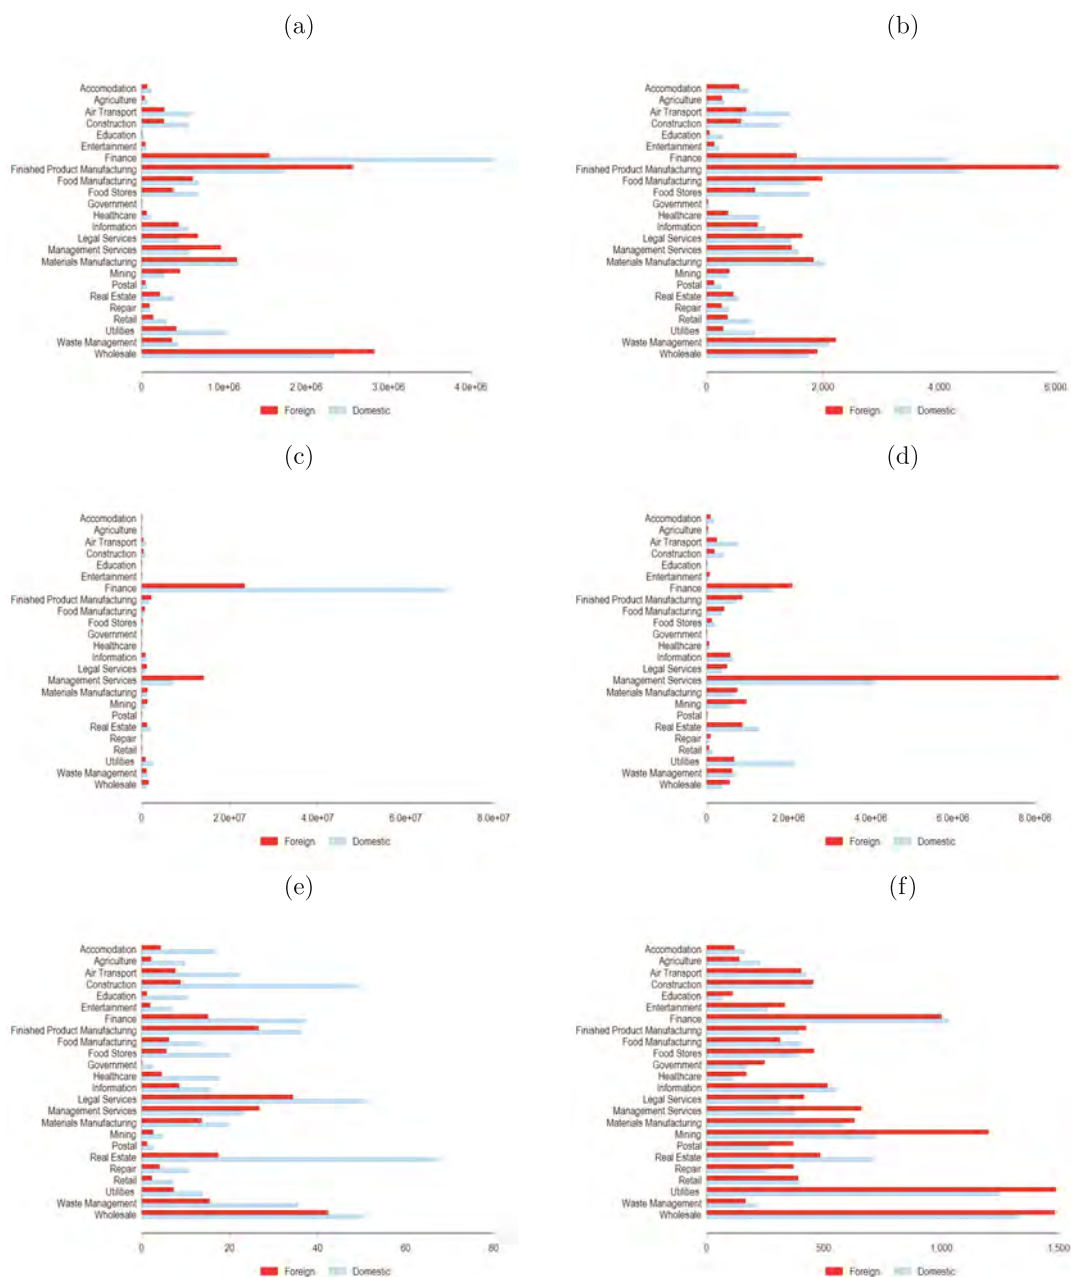 (a)
Accomodation
Agriculture
Air Transport
Construction
Education
Entertainment
Finance
Finished Product Manufacturing
Food Manufacturing
Food Stores
Government
Healthcare
Information
Legal Services
Management Services
Materials Manufacturing
Mining
Postal
Real Estate
Repair
Retail
Utilities
Waste Management
Wholesale
0 1.0e+06 2.0e+06 3.0e+06 4.0e+06
Foreign Domestic
(b)
Accomodation
Agriculture
Air Transport
Construction
Education
Entertainment
Finance
Finished Product Manufacturing
Food Manufacturing
Food Stores
Government
Healthcare
Information
Legal Services
Management Services
Materials Manufacturing
Mining
Postal
Real Estate
Repair
Retail
Utilities
Waste Management
Wholesale
0 2,000 4,000 6,000
Foreign Domestic
(c)
Accomodation
Agriculture
Air Transport
Construction
Education
Entertainment
Finance
Finished Product Manufacturing
Food Manufacturing
Food Stores
Government
Healthcare
Information
Legal Services
Management Services
Materials Manufacturing
Mining
Postal
Real Estate
Repair
Retail
Utilities
Waste Management
Wholesale
0 2.0e+07 4.0e+07 6.0e+07 8.0e+07
Foreign Domestic
(d)
Accomodation
Agriculture
Air Transport
Construction
Education
Entertainment
Finance
Finished Product Manufacturing
Food Manufacturing
Food Stores
Government
Healthcare
Information
Legal Services
Management Services
Materials Manufacturing
Mining
Postal
Real Estate
Repair
Retail
Utilities
Waste Management
Wholesale
0 2.0e+06 4.0e+06 6.0e+06 8.0e+06
Foreign Domestic
(e)
Accomodation
Agriculture
Air Transport
Construction
Education
Entertainment
Finance
Finished Product Manufacturing
Food Manufacturing
Food Stores
Government
Healthcare
Information
Legal Services
Management Services
Materials Manufacturing
Mining
Postal
Real Estate
Repair
Retail
Utilities
Waste Management
Wholesale
0 20 40 60 80
Foreign Domestic
(f)
Accomodation
Agriculture
Air Transport
Construction
Education
Entertainment
Finance
Finished Product Manufacturing
Food Manufacturing
Food Stores
Government
Healthcare
Information
Legal Services
Management Services
Materials Manufacturing
Mining
Postal
Real Estate
Repair
Retail
Utilities
Waste Management
Wholesale
0 500 1,000 1,500
Foreign Domestic